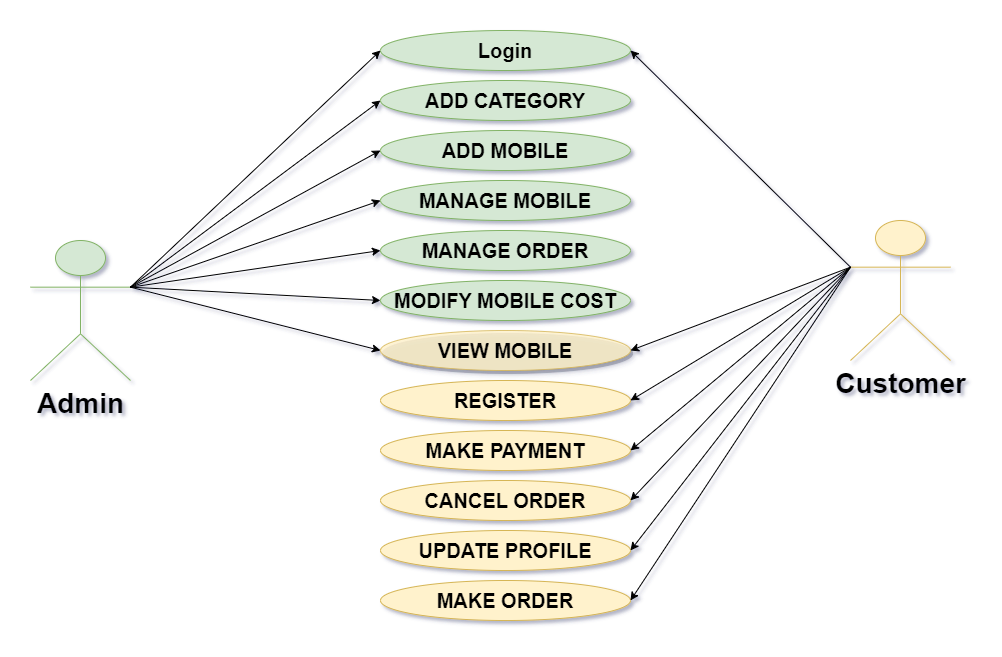 Login
ADD CATEGORY
ADD MOBILE
MANAGE MOBILE
MANAGE ORDER
MODIFY MOBILE COST
VIEW MOBILE
REGISTER
MAKE PAYMENT
CANCEL ORDER
UPDATE PROFILE
MAKE ORDER
Admin
Customer